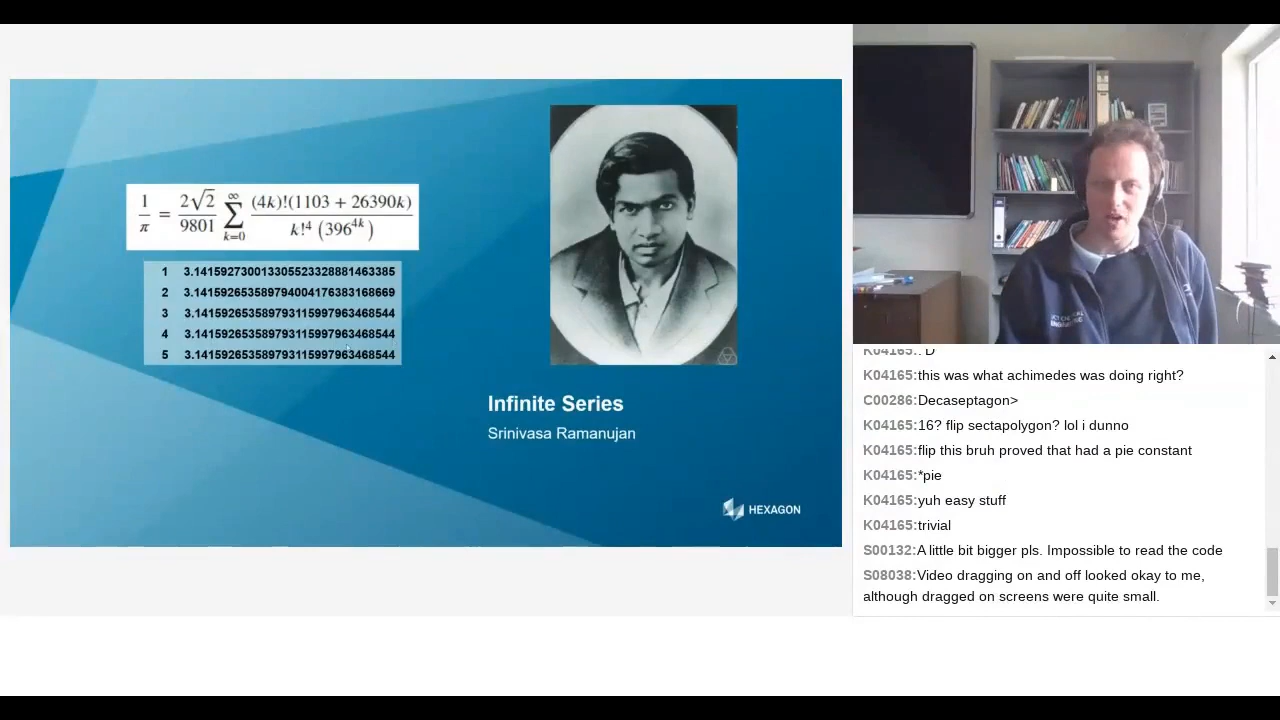 1/π = 2√2/9801 ∑ k=0 ∞ (4k)!(1103 + 26390k)/k!⁴ (396⁴ᵏ)
1 3.141592730013305523328881463385
2 3.141592653589794004176383168669
3 3.141592653589793115997963468544
4 3.141592653589793115997963468544
5 3.141592653589793115997963468544
Infinite Series
Srinivasa Ramanujan
HEXAGON
K04165:: D
K04165:this was what achimedes was doing right?
C00286:Decaseptagon>
K04165:16? flip sectapolygon? lol i dunno
K04165:flip this bruh proved that had a pie constant
K04165:*pie
K04165:yuh easy stuff
K04165:trivial
S00132:A little bit bigger pls. Impossible to read the code
S08038:Video dragging on and off looked okay to me,
although dragged on screens were quite small.